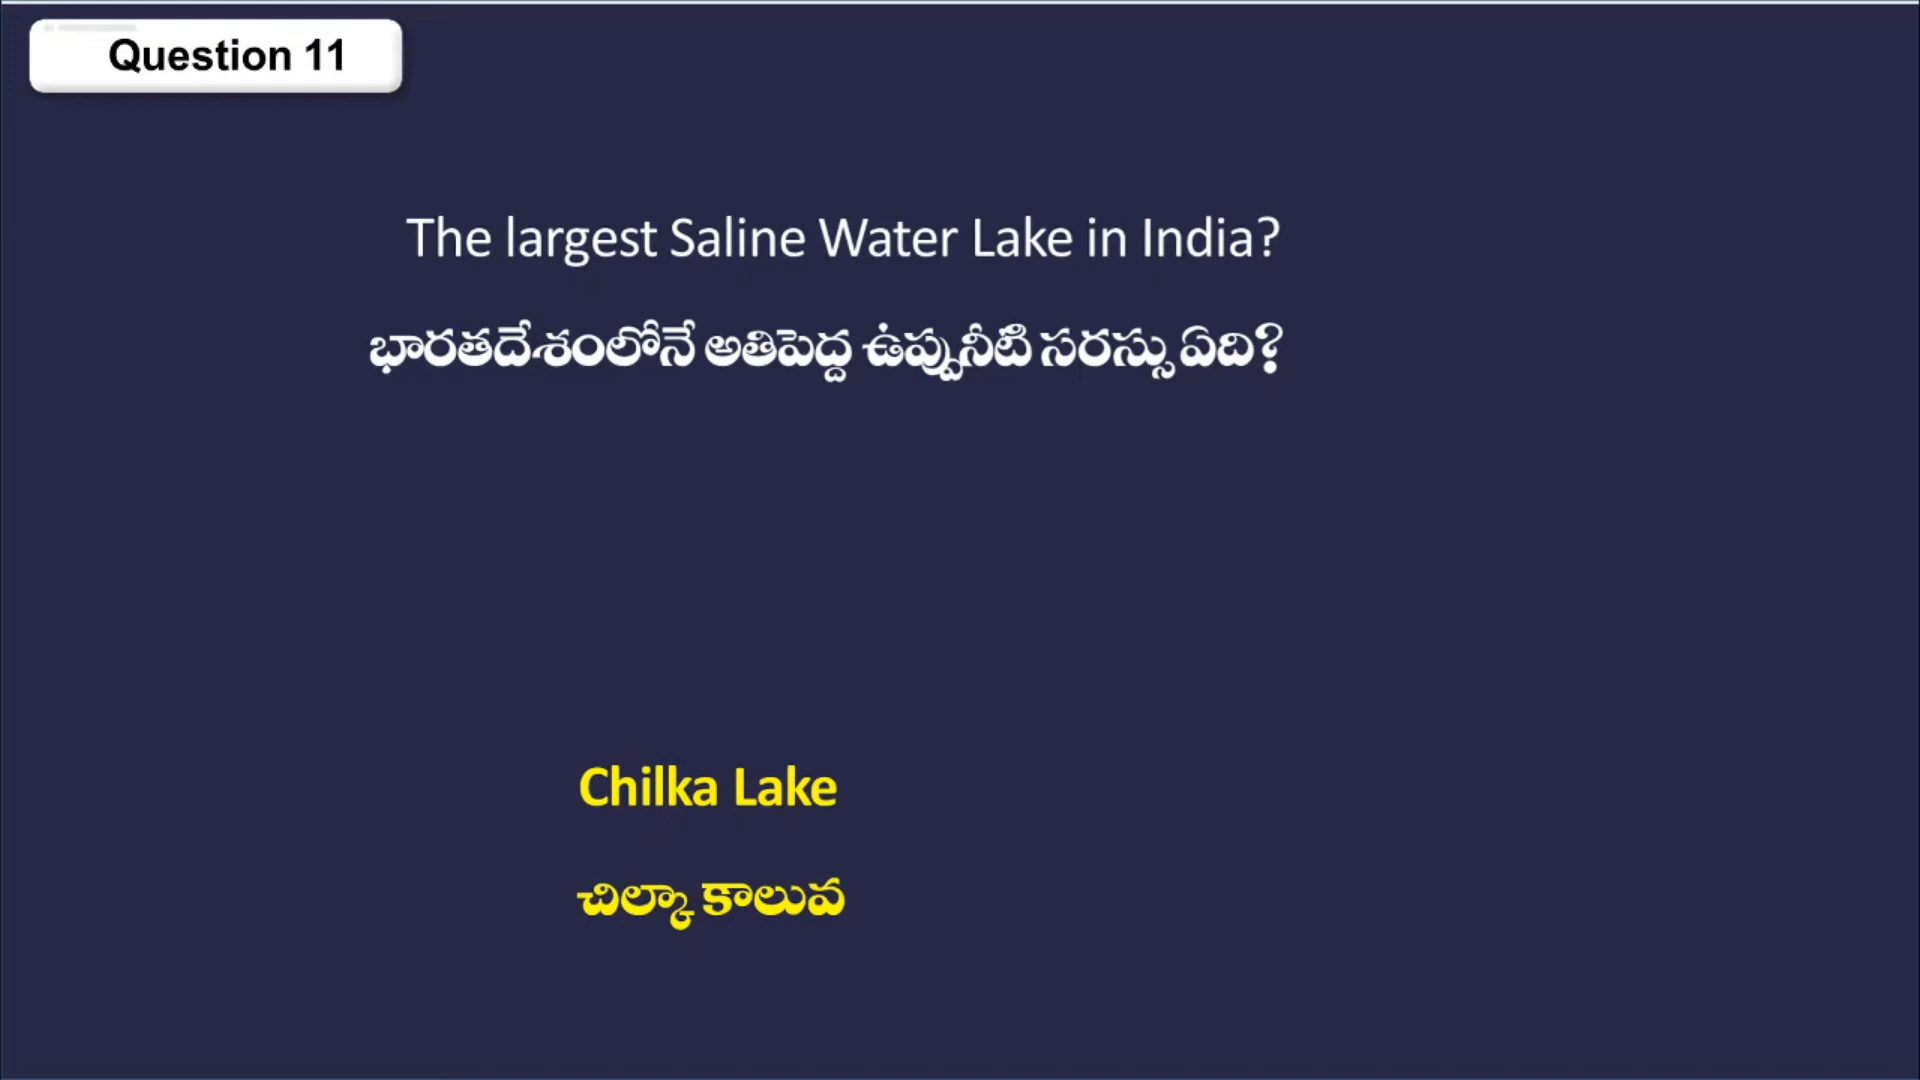 Question 11
The largest Saline Water Lake in India?
భారతదేశంలోనే అతిపెద్ద ఉప్పునీటి సరస్సు ఏది?
Chilka Lake
చిల్కా కాలువ